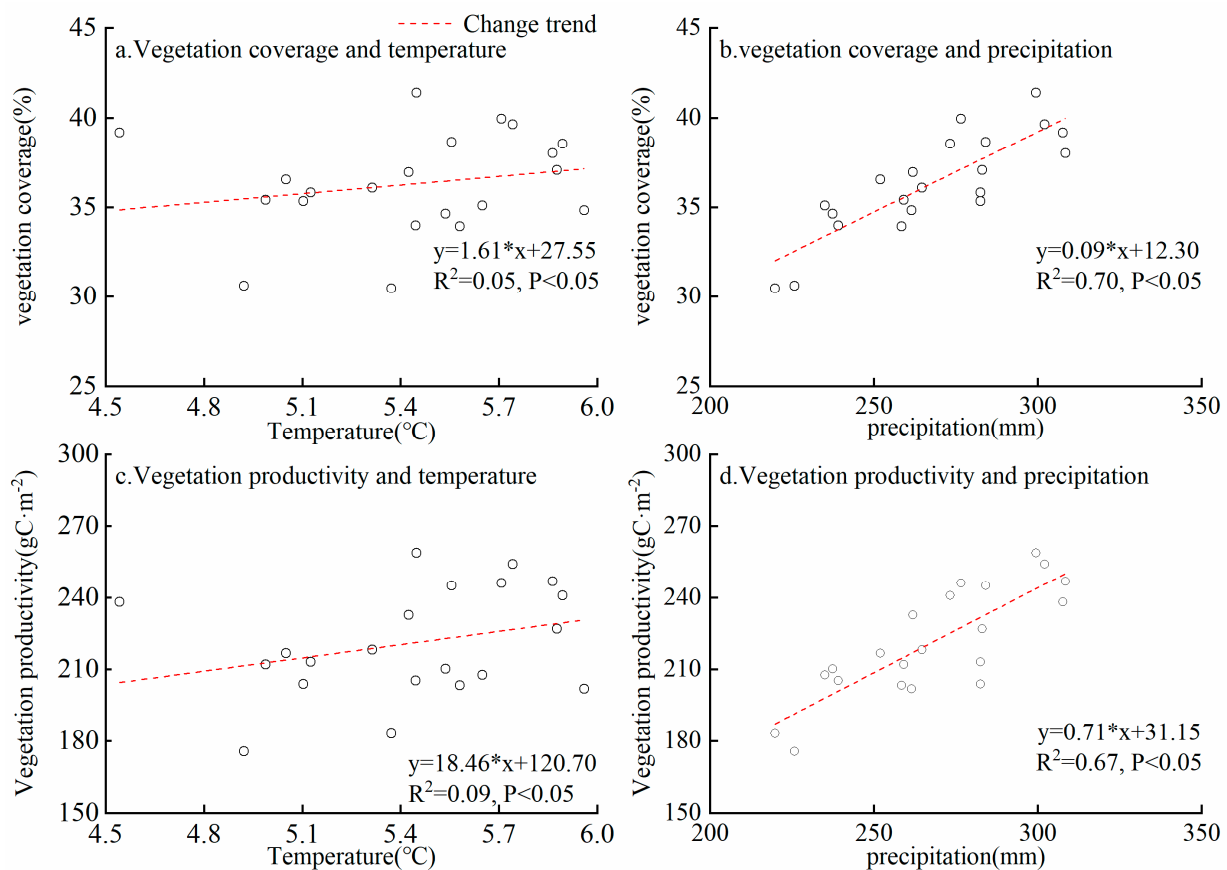 Change trend
a.Vegetation coverage and temperature
vegetation coverage(%)
45
40
35
30
25
y=1.61*x+27.55
R²=0.05, P<0.05
4.5 4.8 5.1 5.4 5.7 6.0
Temperature(°C)
b.vegetation coverage and precipitation
vegetation coverage(%)
45
40
35
30
25
y=0.09*x+12.30
R²=0.70, P<0.05
200 250 300 350
precipitation(mm)
c.Vegetation productivity and temperature
Vegetation productivity(gC·m⁻²)
300
270
240
210
180
150
y=18.46*x+120.70
R²=0.09, P<0.05
4.5 4.8 5.1 5.4 5.7 6.0
Temperature(°C)
d.Vegetation productivity and precipitation
Vegetation productivity(gC·m⁻²)
300
270
240
210
180
150
y=0.71*x+31.15
R²=0.67, P<0.05
200 250 300 350
precipitation(mm)